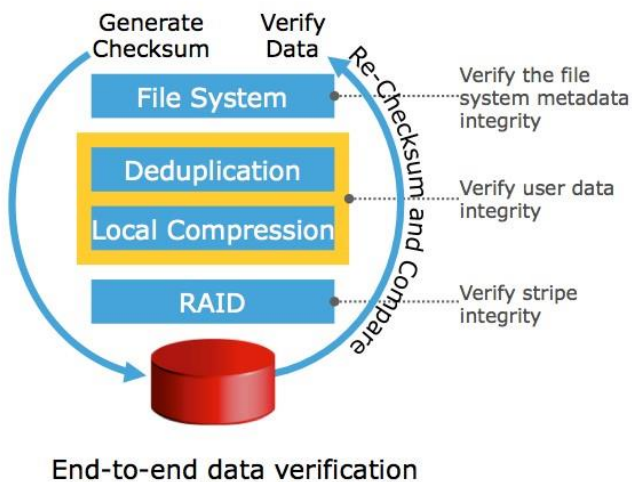 Generate
Checksum
Verify
Data
File System
Deduplication
Local Compression
RAID
Re-Checksum and Compare
Verify the file
system metadata
integrity
Verify user data
integrity
Verify stripe
integrity
End-to-end data verification